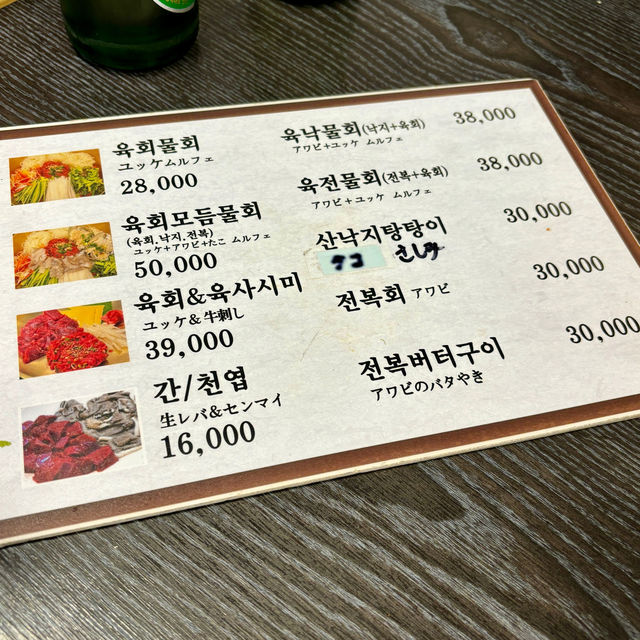 육회물회
ユッケムルフェ
28,000
육회모듬물회
(육회,낙지,전복)
ユッケ+アワビ+たこ ムルフェ
50,000
육회&육사시미
ユッケ&牛刺し
39,000
간/천엽
生レバ&センマイ
16,000
육낙물회(낙지+육회) 38,000
アワビ+ユッケ ムルフェ
육전물회(전복+육회) 38,000
アワビ+ユッケ ムルフェ
산낙지탕탕이 30,000
タコ
전복회 アワビ 30,000
전복버터구이 30,000
アワビのバタやき